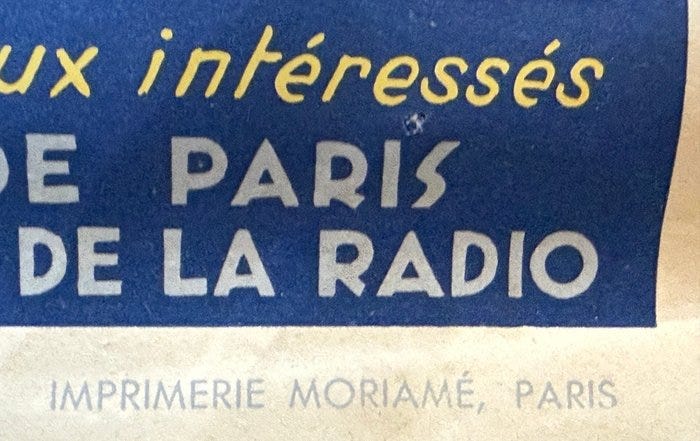 ux intéressés
DE PARIS
DE LA RADIO
IMPRIMERIE MORIAMÉ, PARIS